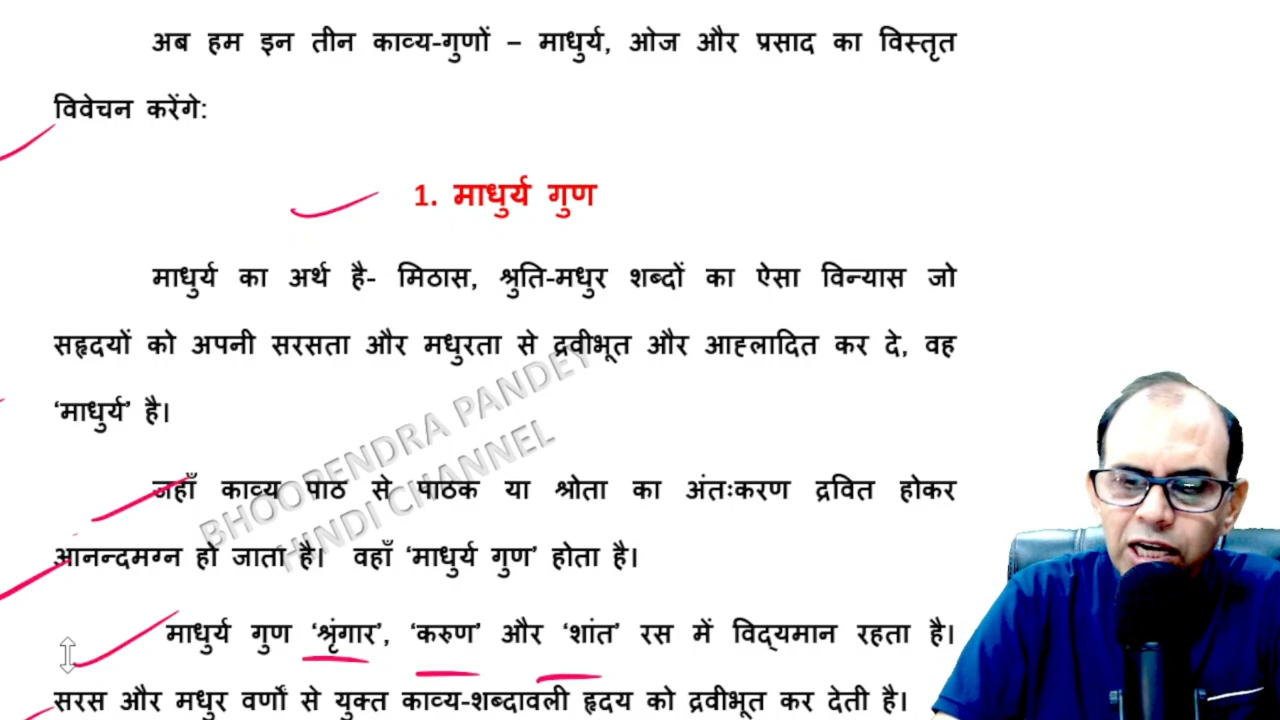 अब हम इन तीन काव्य-गुणों – माधुर्य, ओज और प्रसाद का विस्तृत
विवेचन करेंगे:
1. माधुर्य गुण
माधुर्य का अर्थ है- मिठास, श्रुति-मधुर शब्दों का ऐसा विन्यास जो
सहृदयों को अपनी सरसता और मधुरता से द्रवीभूत और आह्लादित कर दे, वह
‘माधुर्य’ है।
BHOOPENDRA PANDEY
HINDI CHANNEL
जहाँ काव्य पाठ से पाठक या श्रोता का अंतःकरण द्रवित होकर
आनन्दमग्न हो जाता है। वहाँ ‘माधुर्य गुण’ होता है।
माधुर्य गुण ‘श्रृंगार’, ‘करुण’ और ‘शांत’ रस में विद्यमान रहता है।
सरस और मधुर वर्णों से युक्त काव्य-शब्दावली हृदय को द्रवीभूत कर देती है।